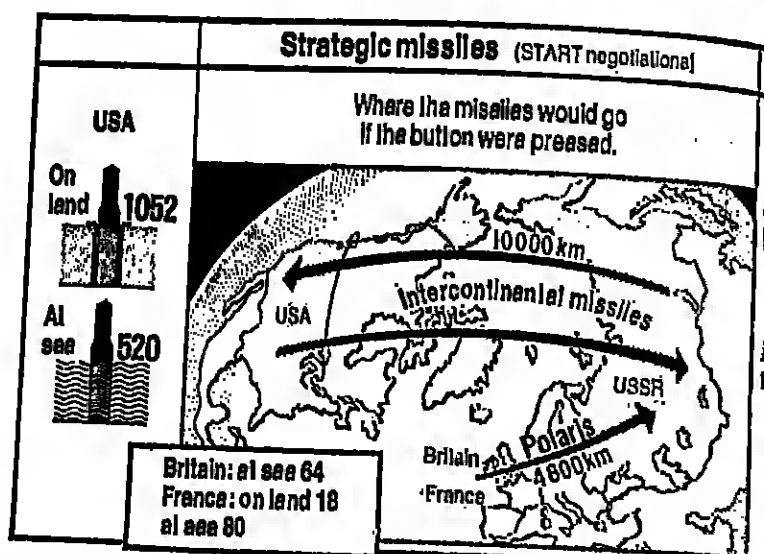 Strategic missiles (START negotiations)
USA
Where the missiles would go
if the button were pressed.
On
land 1052
At
sea 520
10000 km
Intercontinental missiles
USA
USSR
Polaris
4800km
Britain
France
Britain: at sea 64
France: on land 18
at sea 80